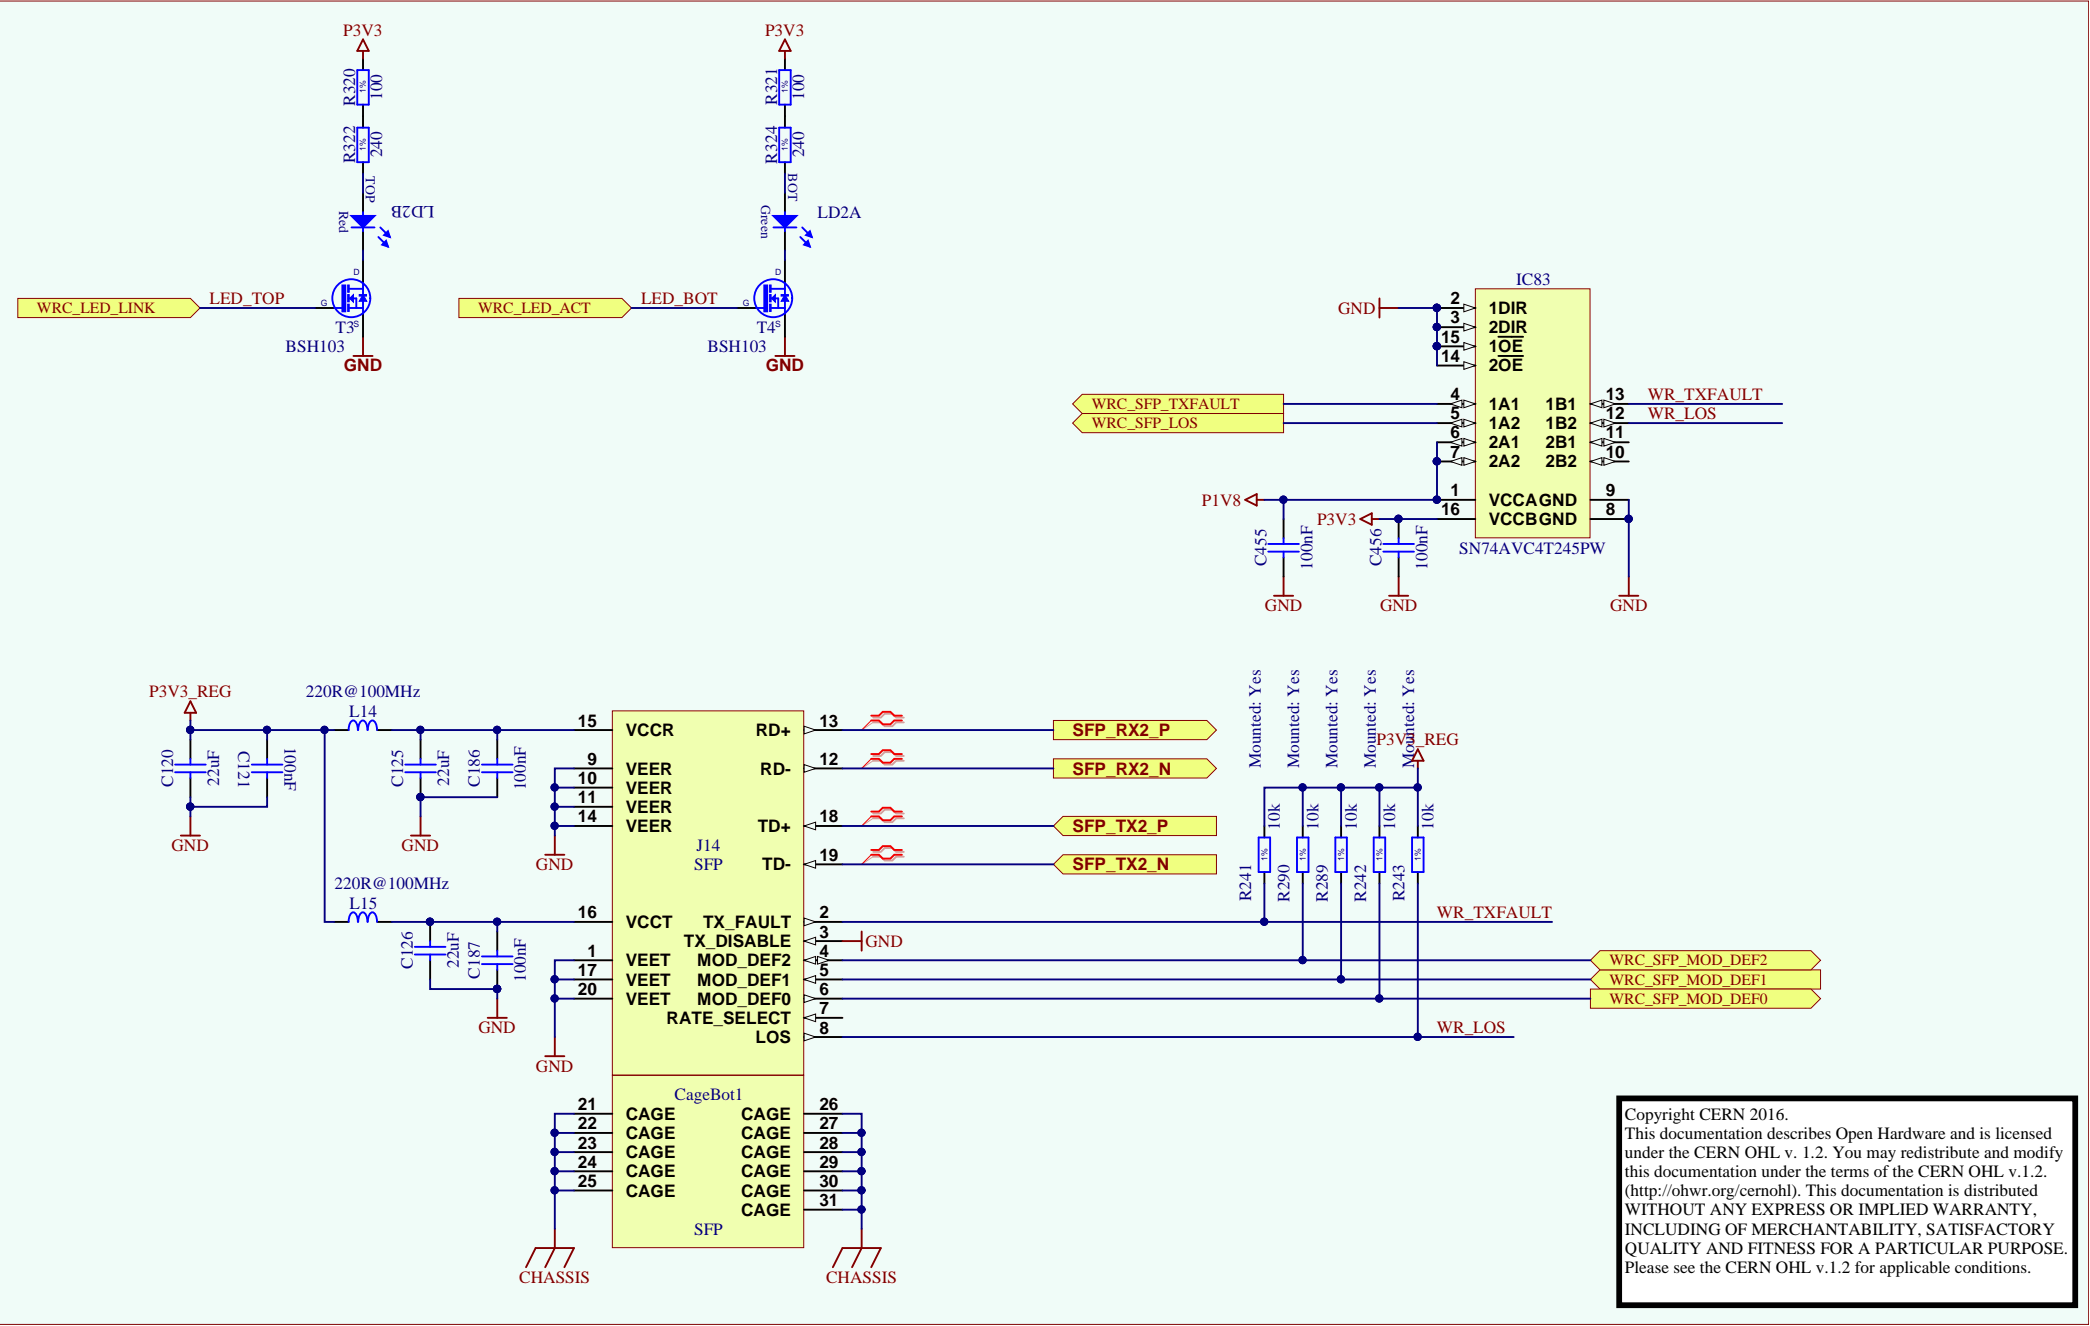 P3V3
R320
1%
100
R322
1%
240
TOP
Red
LD2B
D
WRC_LED_LINK
LED_TOP
G
T3
S
BSH103
GND
P3V3
R321
1%
100
R324
1%
240
BOT
Green
LD2A
D
WRC_LED_ACT
LED_BOT
G
T4
S
BSH103
GND
IC83
GND
2 1DIR
3 2DIR
15 1OE
14 2OE
WRC_SFP_TXFAULT 4 1A1 1B1 13 WR_TXFAULT
WRC_SFP_LOS 5 1A2 1B2 12 WR_LOS
6 2A1 2B1 11
7 2A2 2B2 10
P1V8 1 VCCA GND 9
P3V3 16 VCCB GND 8
SN74AVC4T245PW
C455
100nF
C456
100nF
GND
GND
GND
P3V3_REG
220R@100MHz
L14
C120
22uF
C121
100nF
C125
22uF
C186
100nF
GND
GND
220R@100MHz
L15
C126
22uF
C187
100nF
GND
15 VCCR RD+ 13 SFP_RX2_P
9 VEER RD- 12 SFP_RX2_N
10 VEER
11 VEER
14 VEER TD+ 18 SFP_TX2_P
J14
SFP
TD- 19 SFP_TX2_N
GND
16 VCCT TX_FAULT 2 WR_TXFAULT
TX_DISABLE 3 GND
1 VEET MOD_DEF2 4 WRC_SFP_MOD_DEF2
17 VEET MOD_DEF1 5 WRC_SFP_MOD_DEF1
20 VEET MOD_DEF0 6 WRC_SFP_MOD_DEF0
RATE_SELECT 7
LOS 8 WR_LOS
GND
Mounted: Yes
Mounted: Yes
Mounted: Yes
Mounted: Yes
Mounted: Yes
P3V3_REG
R241
1%
10k
R290
1%
10k
R289
1%
10k
R242
1%
10k
R243
1%
10k
CageBot1
21 CAGE CAGE 26
22 CAGE CAGE 27
23 CAGE CAGE 28
24 CAGE CAGE 29
25 CAGE CAGE 30
CAGE 31
SFP
CHASSIS
CHASSIS
Copyright CERN 2016.
This documentation describes Open Hardware and is licensed
under the CERN OHL v. 1.2. You may redistribute and modify
this documentation under the terms of the CERN OHL v.1.2.
(http://ohwr.org/cernohl). This documentation is distributed
WITHOUT ANY EXPRESS OR IMPLIED WARRANTY,
INCLUDING OF MERCHANTABILITY, SATISFACTORY
QUALITY AND FITNESS FOR A PARTICULAR PURPOSE.
Please see the CERN OHL v.1.2 for applicable conditions.